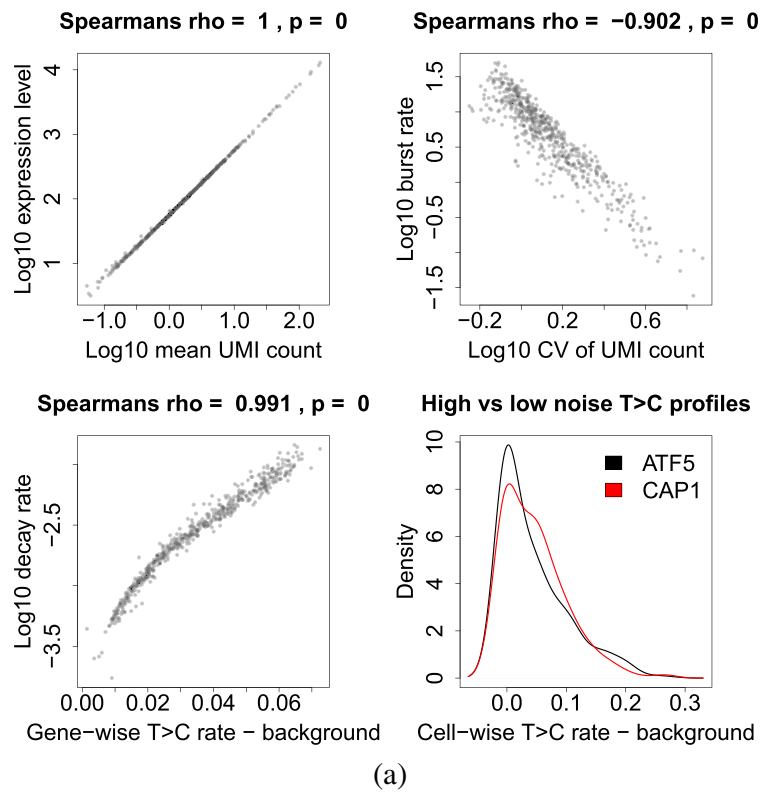 Spearmans rho = 1 , p = 0
Log10 expression level
4
3
2
1
−1.0 0.0 1.0 2.0
Log10 mean UMI count
Spearmans rho = −0.902 , p = 0
Log10 burst rate
1.5
0.5
−0.5
−1.5
−0.2 0.2 0.6
Log10 CV of UMI count
Spearmans rho = 0.991 , p = 0
Log10 decay rate
−2.5
−3.5
0.00 0.02 0.04 0.06
Gene−wise T>C rate − background
High vs low noise T>C profiles
Density
10
8
6
4
2
0
ATF5
CAP1
0.0 0.1 0.2 0.3
Cell−wise T>C rate − background
(a)